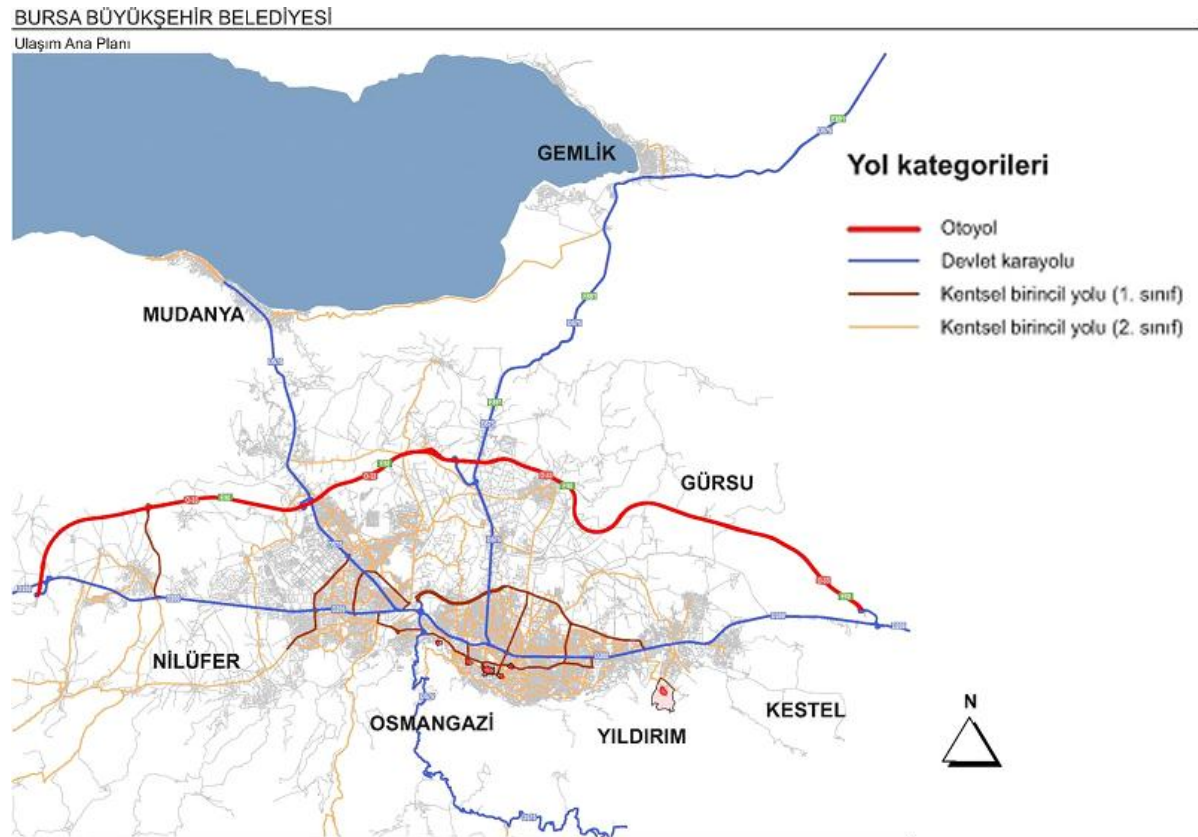 BURSA BÜYÜKŞEHİR BELEDİYESİ
Ulaşım Ana Planı
GEMLİK
Yol kategorileri
Otoyol
Devlet karayolu
Kentsel birincil yolu (1. sınıf)
Kentsel birincil yolu (2. sınıf)
MUDANYA
GÜRSU
NİLÜFER
OSMANGAZİ
YILDIRIM
KESTEL
N